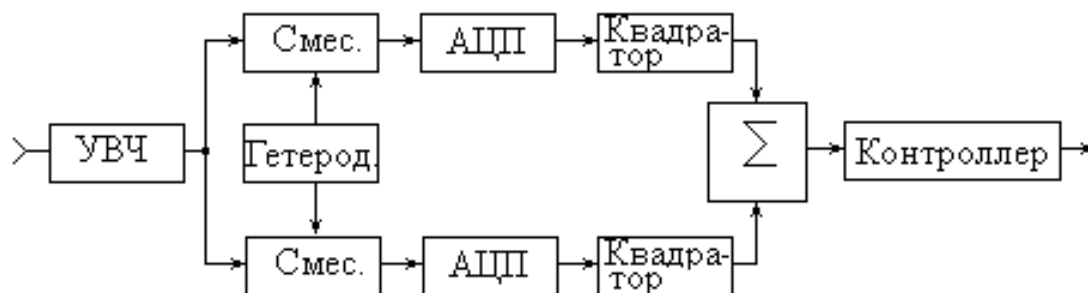 Смес.
АЦП
Квадра-
тор
УВЧ
Гетерод.
Σ
Контроллер
Смес.
АЦП
Квадра-
тор